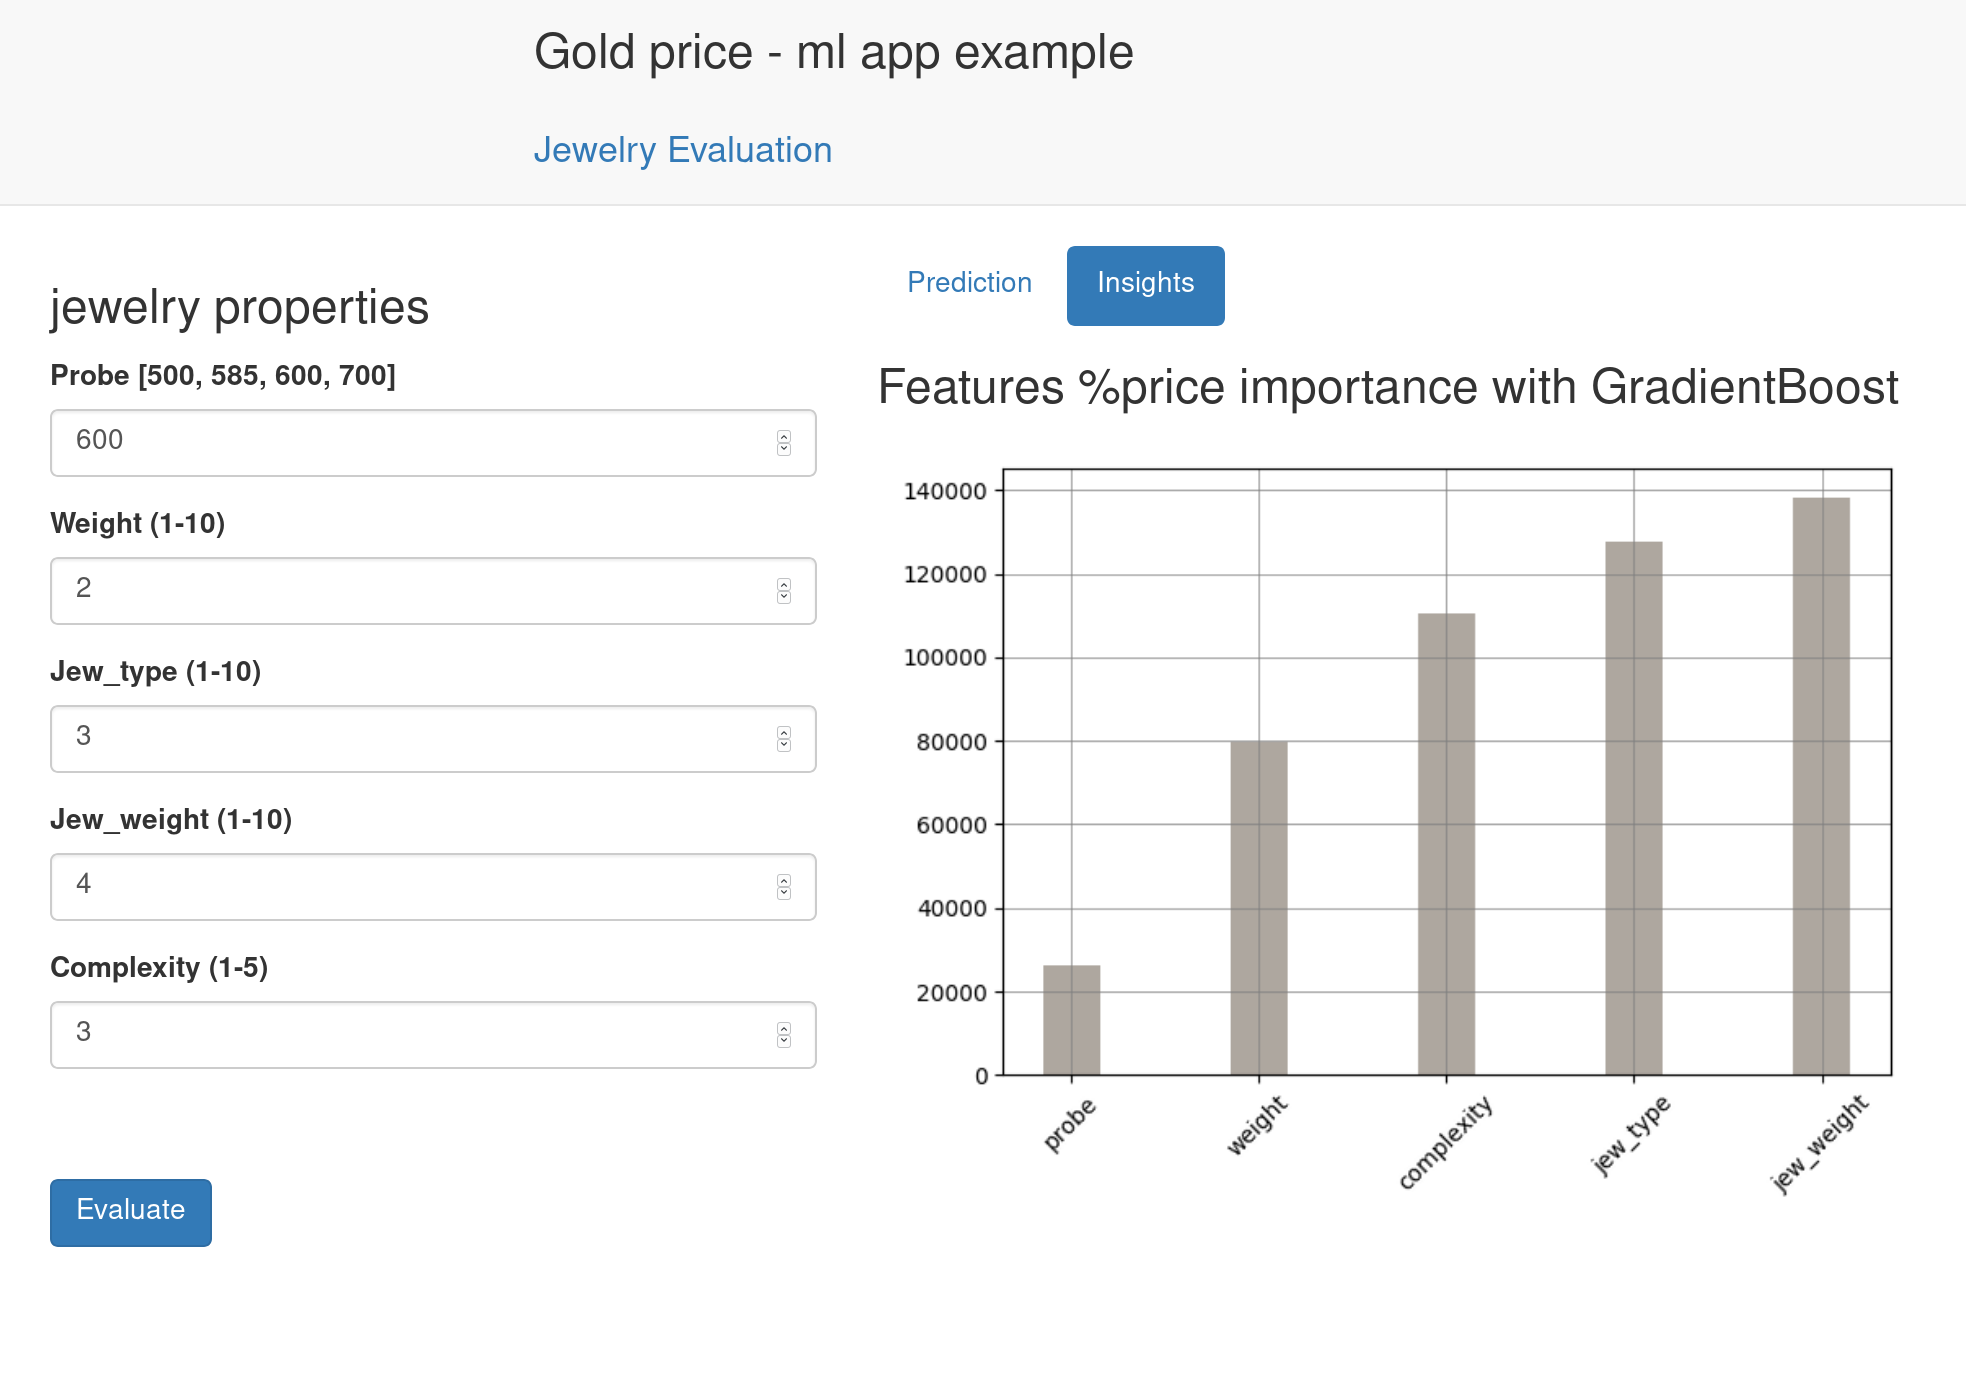 Gold price - ml app example
Jewelry Evaluation
jewelry properties
Probe [500, 585, 600, 700]
600
Weight (1-10)
2
Jew_type (1-10)
3
Jew_weight (1-10)
4
Complexity (1-5)
3
Evaluate
Prediction
Insights
Features %price importance with GradientBoost
140000
120000
100000
80000
60000
40000
20000
0
probe
weight
complexity
jew_type
jew_weight